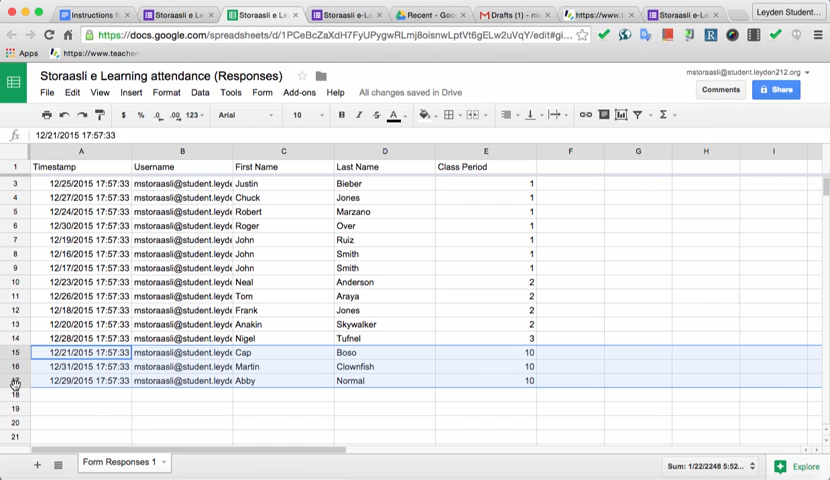 Instructions f
Storaasli e L
Storaasli e Le
Storaasli e Le
Recent - Goo
Drafts (1) - m
https://www.t
Storaasli e-Le
Leyden Student...
https://docs.google.com/spreadsheets/d/1PCeBcZaXdH7FyUPygwRLmj8oisnwLptVt6gELw2uVqY/edit#gi
Apps https://www.teacher
Storaasli e Learning attendance (Responses)
mstoraasli@student.leyden212.org
File Edit View Insert Format Data Tools Form Add-ons Help All changes saved in Drive
Comments Share
$ % .0 .00 123 Arial 10 B I S A
fx 12/21/2015 17:57:33
A B C D E F G H I
1 Timestamp Username First Name Last Name Class Period
3 12/25/2015 17:57:33 mstoraasli@student.leyde Justin Bieber 1
4 12/27/2015 17:57:33 mstoraasli@student.leyde Chuck Jones 1
5 12/24/2015 17:57:33 mstoraasli@student.leyde Robert Marzano 1
6 12/30/2015 17:57:33 mstoraasli@student.leyde Roger Over 1
7 12/19/2015 17:57:33 mstoraasli@student.leyde John Ruiz 1
8 12/16/2015 17:57:33 mstoraasli@student.leyde John Smith 1
9 12/17/2015 17:57:33 mstoraasli@student.leyde John Smith 1
10 12/23/2015 17:57:33 mstoraasli@student.leyde Neal Anderson 2
11 12/26/2015 17:57:33 mstoraasli@student.leyde Tom Araya 2
12 12/18/2015 17:57:33 mstoraasli@student.leyde Frank Jones 2
13 12/20/2015 17:57:33 mstoraasli@student.leyde Anakin Skywalker 2
14 12/28/2015 17:57:33 mstoraasli@student.leyde Nigel Tufnel 3
15 12/21/2015 17:57:33 mstoraasli@student.leyde Cap Boso 10
16 12/31/2015 17:57:33 mstoraasli@student.leyde Martin Clownfish 10
17 12/29/2015 17:57:33 mstoraasli@student.leyde Abby Normal 10
18
19
20
21
Form Responses 1
Sum: 1/22/2248 5:52...
Explore